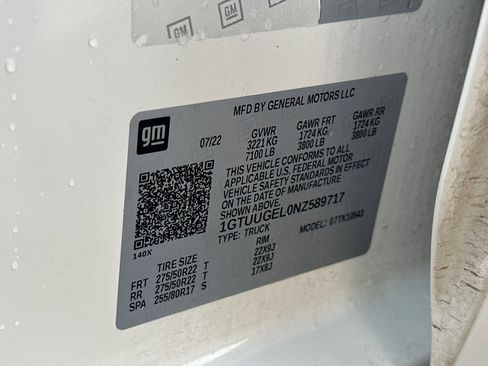 GM GM
MFD BY GENERAL MOTORS LLC
gm
07/22 GVWR GAWR FRT GAWR RR
3221 KG 1724 KG 1724 KG
7100 LB 3800 LB 3800 LB
THIS VEHICLE CONFORMS TO ALL
APPLICABLE U.S. FEDERAL MOTOR
VEHICLE SAFETY STANDARDS IN EFFECT
ON THE DATE OF MANUFACTURE
SHOWN ABOVE.
1GTUUGEL0NZ589717
TYPE: TRUCK MODEL: 07TK10543
140X
TIRE SIZE RIM
FRT 275/50R22 T 22X9J
RR 275/50R22 T 22X9J
SPA 255/80R17 S 17X8J